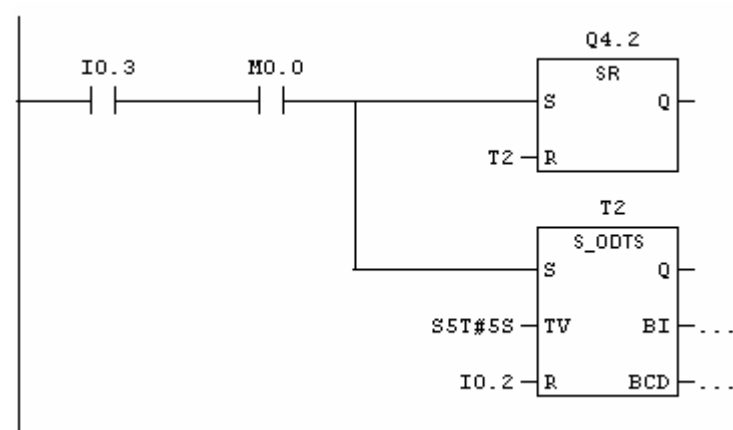 Q4.2
I0.3 M0.0 SR
S Q
T2 R
T2
S_ODTS
S Q
S5T#5S TV BI ...
I0.2 R BCD ...